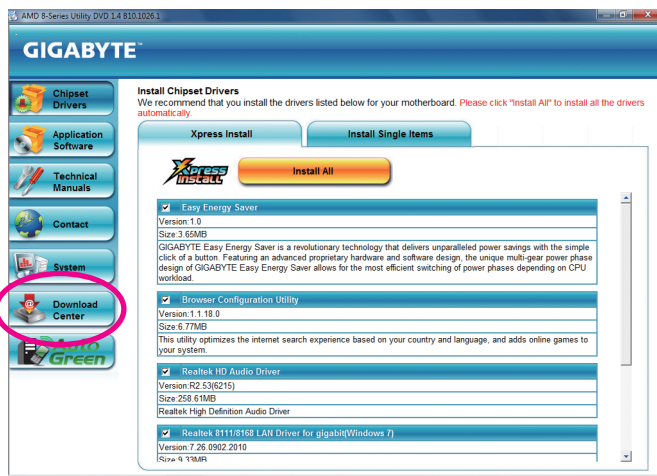 AMD 8-Series Utility DVD 1.4 B10.1026.1
GIGABYTE™
Chipset
Drivers
Application
Software
Technical
Manuals
Contact
System
Download
Center
Auto
Green
Install Chipset Drivers
We recommend that you install the drivers listed below for your motherboard. Please click "Install All" to install all the drivers
automatically.
Xpress Install
Install Single Items
Xpress
INSTALL
Install All
Easy Energy Saver
Version:1.0
Size:3.65MB
GIGABYTE Easy Energy Saver is a revolutionary technology that delivers unparalleled power savings with the simple
click of a button. Featuring an advanced proprietary hardware and software design, the unique multi-gear power phase
design of GIGABYTE Easy Energy Saver allows for the most efficient switching of power phases depending on CPU
workload.
Browser Configuration Utility
Version:1.1.18.0
Size:6.77MB
This utility optimizes the internet search experience based on your country and language, and adds online games to
your system.
Realtek HD Audio Driver
Version:R2.53(6215)
Size:258.61MB
Realtek High Definition Audio Driver
Realtek 8111/8168 LAN Driver for gigabit(Windows 7)
Version:7.26.0902.2010
Size:9.33MB